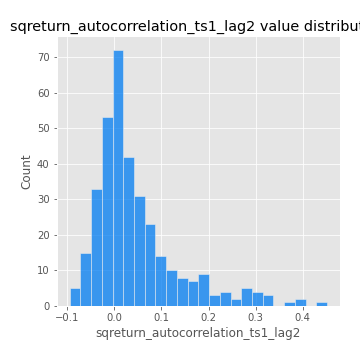 sqreturn_autocorrelation_ts1_lag2 value distribut
70
60
50
40
30
20
10
0
Count
−0.1 0.0 0.1 0.2 0.3 0.4
sqreturn_autocorrelation_ts1_lag2